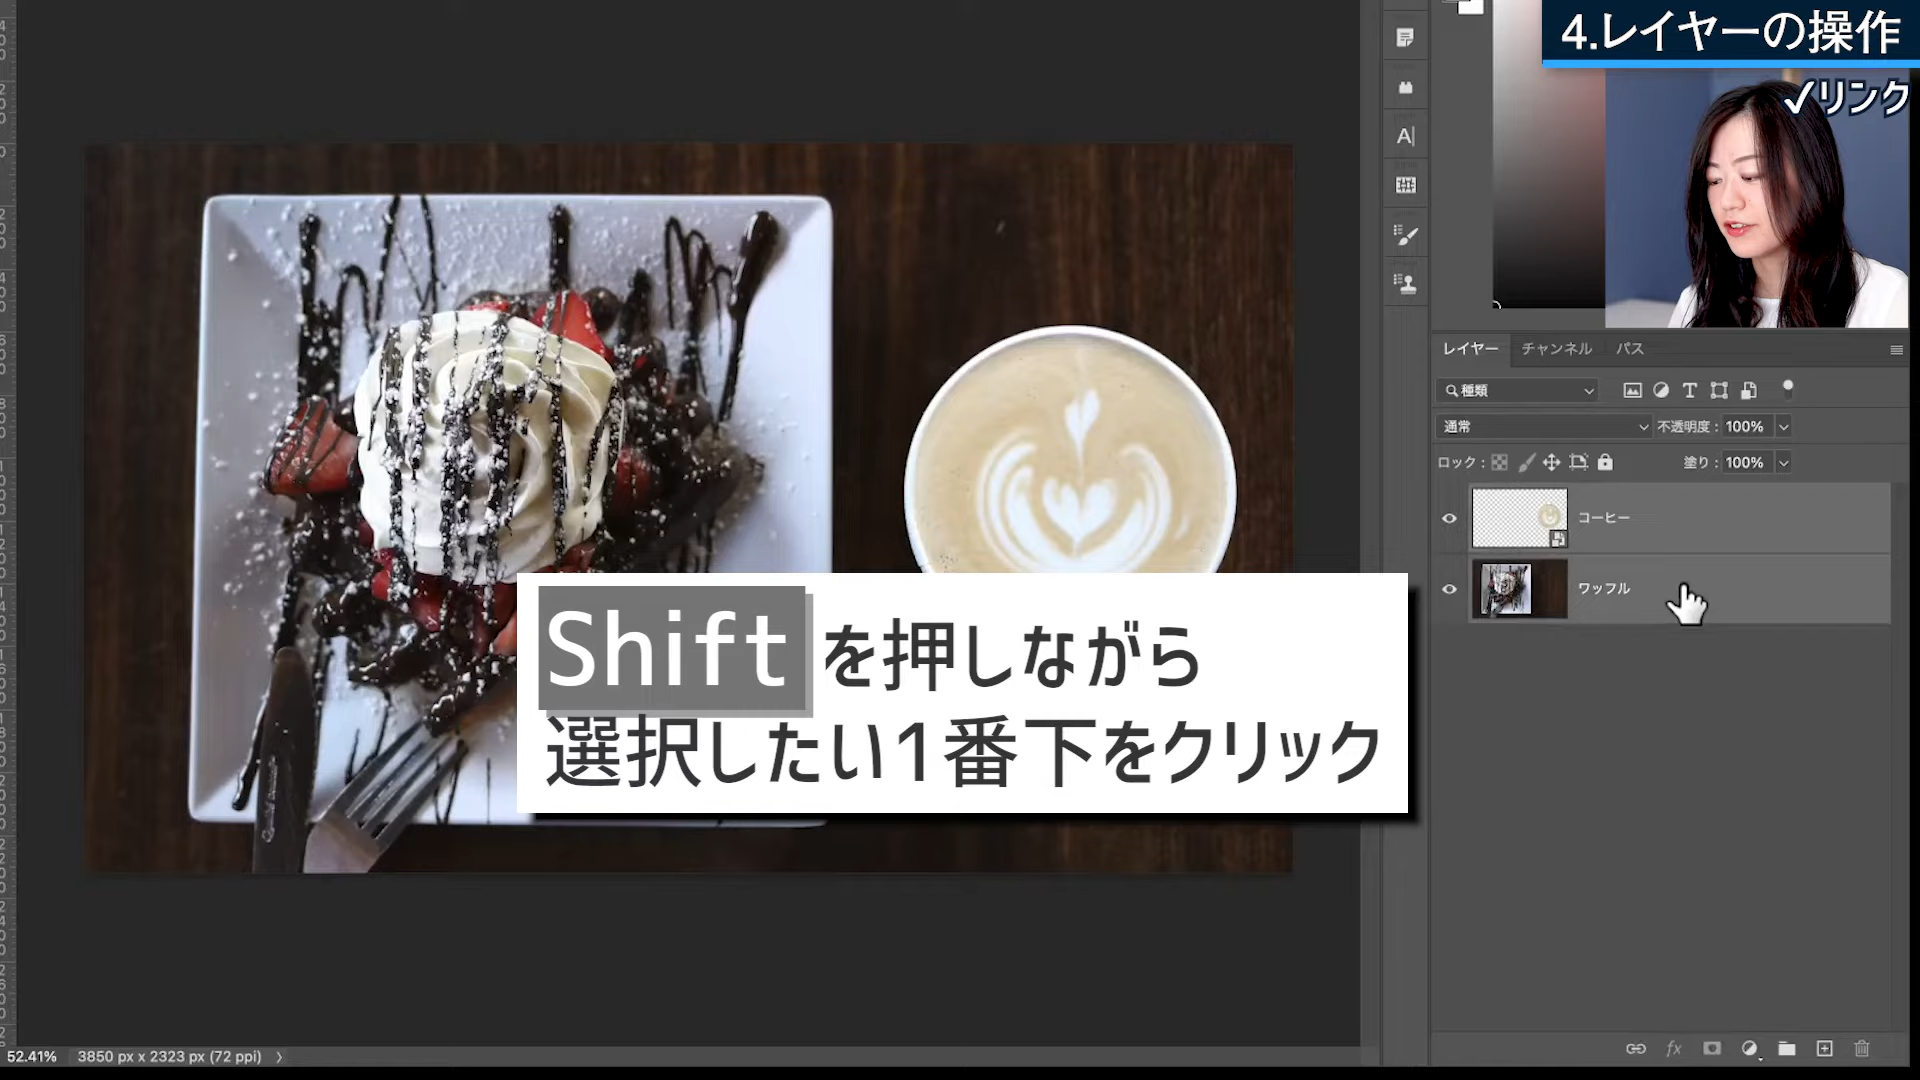 4.レイヤーの操作
✓リンク
レイヤー チャンネル パス
種類
通常 不透明度: 100%
ロック: 塗り: 100%
コーヒー
ワッフル
Shift を押しながら
選択したい1番下をクリック
fx
52.41% 3850 px x 2323 px (72 ppi)